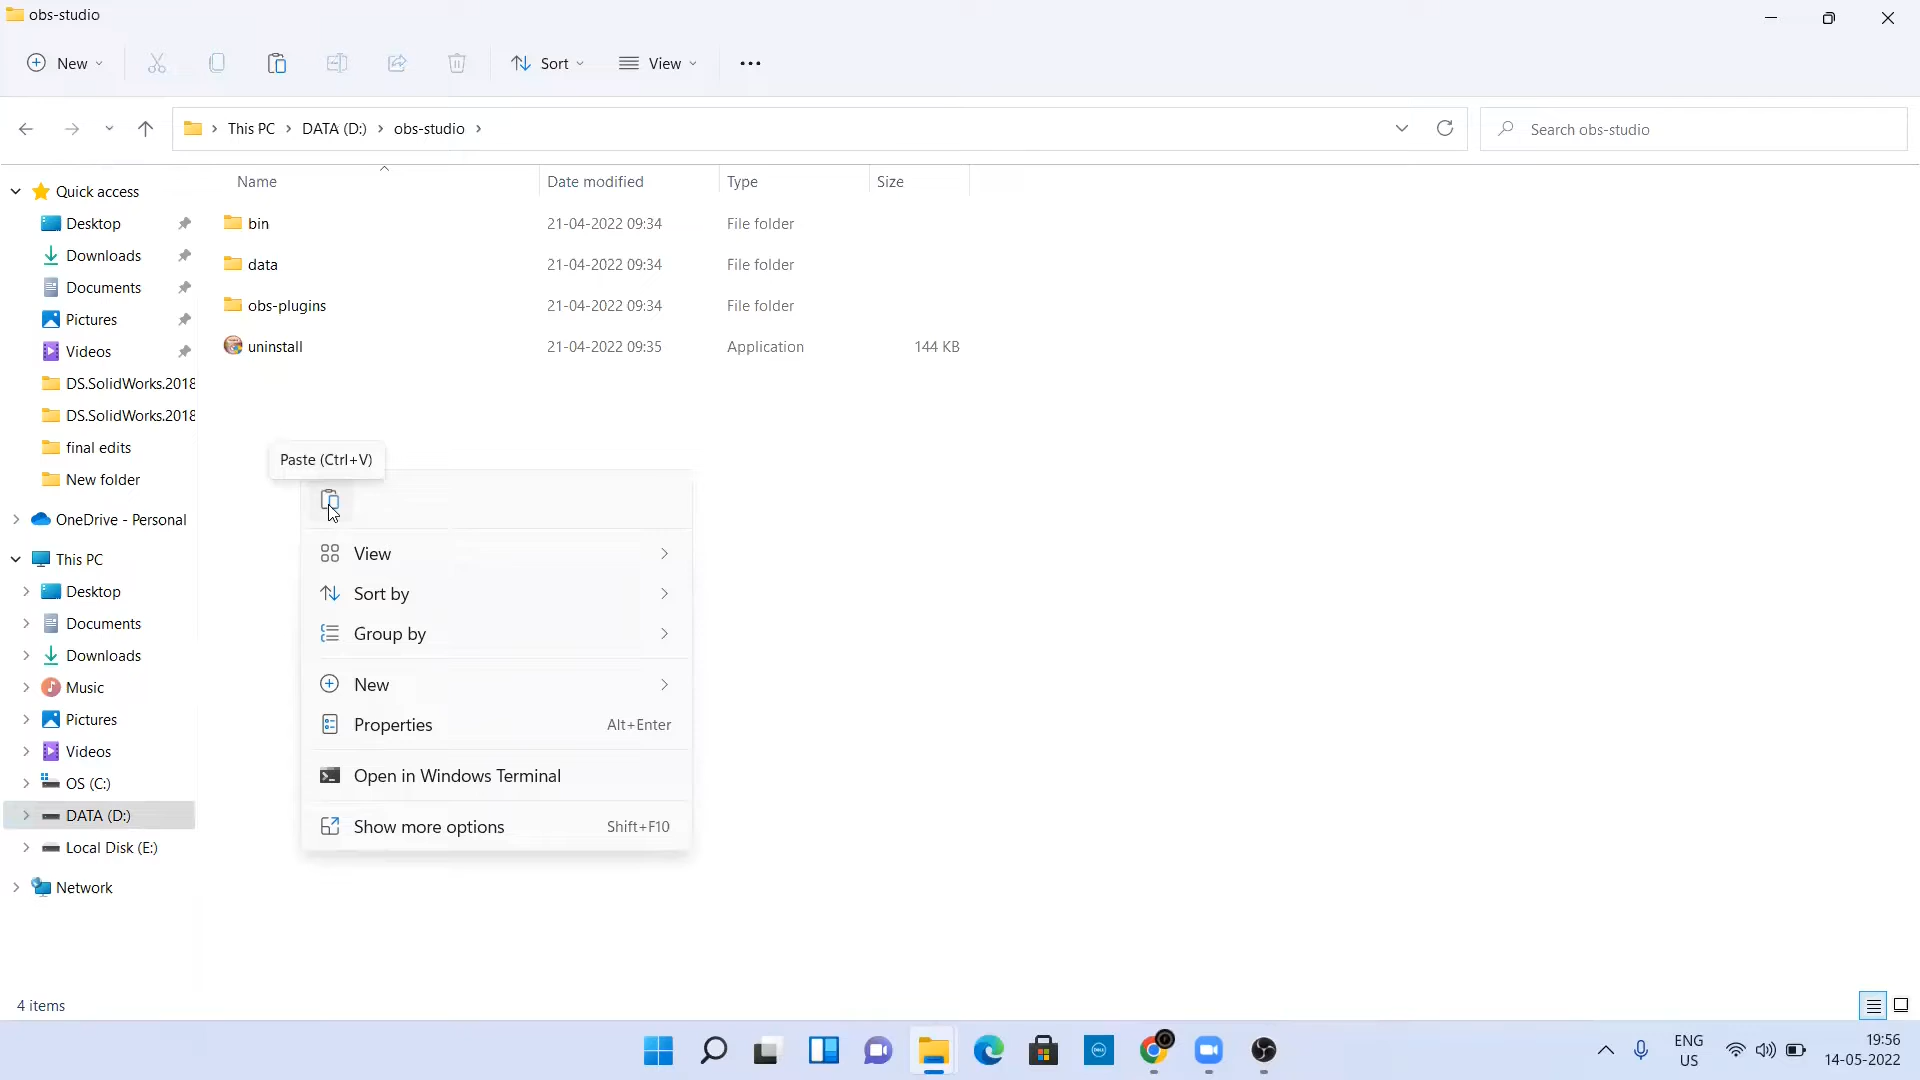 obs-studio
New
Sort
View
This PC
DATA (D:)
obs-studio
Search obs-studio
Name
Date modified
Type
Size
Quick access
Desktop
Downloads
Documents
Pictures
Videos
DS.SolidWorks.2018
DS.SolidWorks.2018
final edits
New folder
OneDrive - Personal
This PC
Desktop
Documents
Downloads
Music
Pictures
Videos
OS (C:)
DATA (D:)
Local Disk (E:)
Network
bin 21-04-2022 09:34 File folder
data 21-04-2022 09:34 File folder
obs-plugins 21-04-2022 09:34 File folder
uninstall 21-04-2022 09:35 Application 144 KB
Paste (Ctrl+V)
View
Sort by
Group by
New
Properties Alt+Enter
Open in Windows Terminal
Show more options Shift+F10
4 items
ENG
US
19:56
14-05-2022